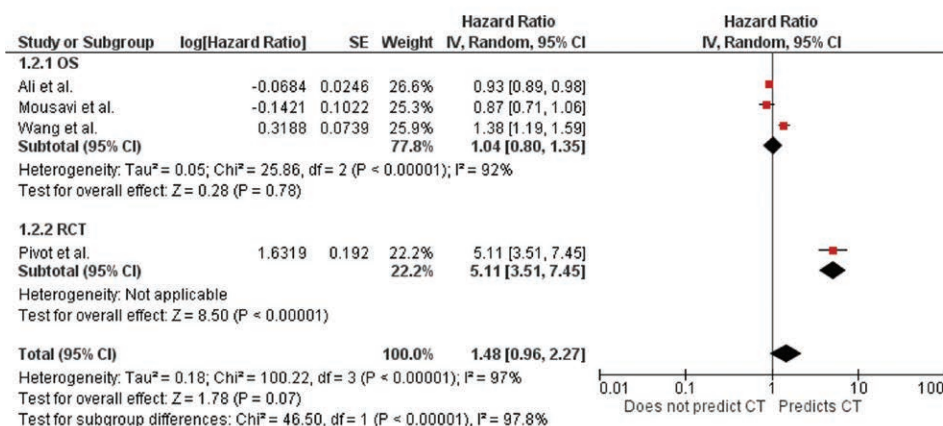 Hazard Ratio Hazard Ratio
Study or Subgroup log[Hazard Ratio] SE Weight IV, Random, 95% CI IV, Random, 95% CI
1.2.1 OS
Ali et al. -0.0684 0.0246 26.6% 0.93 [0.89, 0.98]
Mousavi et al. -0.1421 0.1022 25.3% 0.87 [0.71, 1.06]
Wang et al. 0.3188 0.0739 25.9% 1.38 [1.19, 1.59]
Subtotal (95% CI) 77.8% 1.04 [0.80, 1.35]
Heterogeneity: Tau² = 0.05; Chi² = 25.86, df = 2 (P < 0.00001); I² = 92%
Test for overall effect: Z = 0.28 (P = 0.78)
1.2.2 RCT
Pivot et al. 1.6319 0.192 22.2% 5.11 [3.51, 7.45]
Subtotal (95% CI) 22.2% 5.11 [3.51, 7.45]
Heterogeneity: Not applicable
Test for overall effect: Z = 8.50 (P < 0.00001)
Total (95% CI) 100.0% 1.48 [0.96, 2.27]
Heterogeneity: Tau² = 0.18; Chi² = 100.22, df = 3 (P < 0.00001); I² = 97%
Test for overall effect: Z = 1.78 (P = 0.07)
Test for subgroup differences: Chi² = 46.50, df = 1 (P < 0.00001), I² = 97.8%
0.01 0.1 1 10 100
Does not predict CT Predicts CT